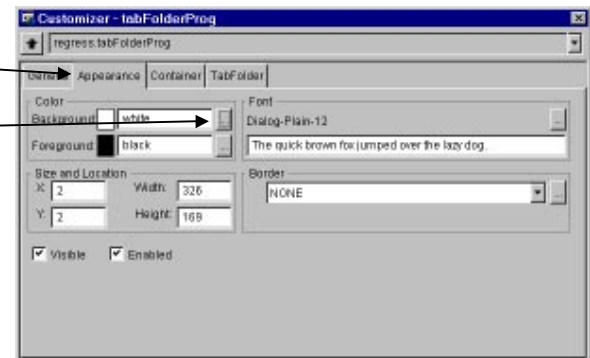 Customizer - tabFolderProg
regress.tabFolderProg
General Appearance Container TabFolder
Color
Background: white ...
Foreground: black ...
Font
Dialog-Plain-12 ...
The quick brown fox jumped over the lazy dog.
Size and Location
X: 2 Width: 326
Y: 2 Height: 169
Border
NONE ...
Visible Enabled